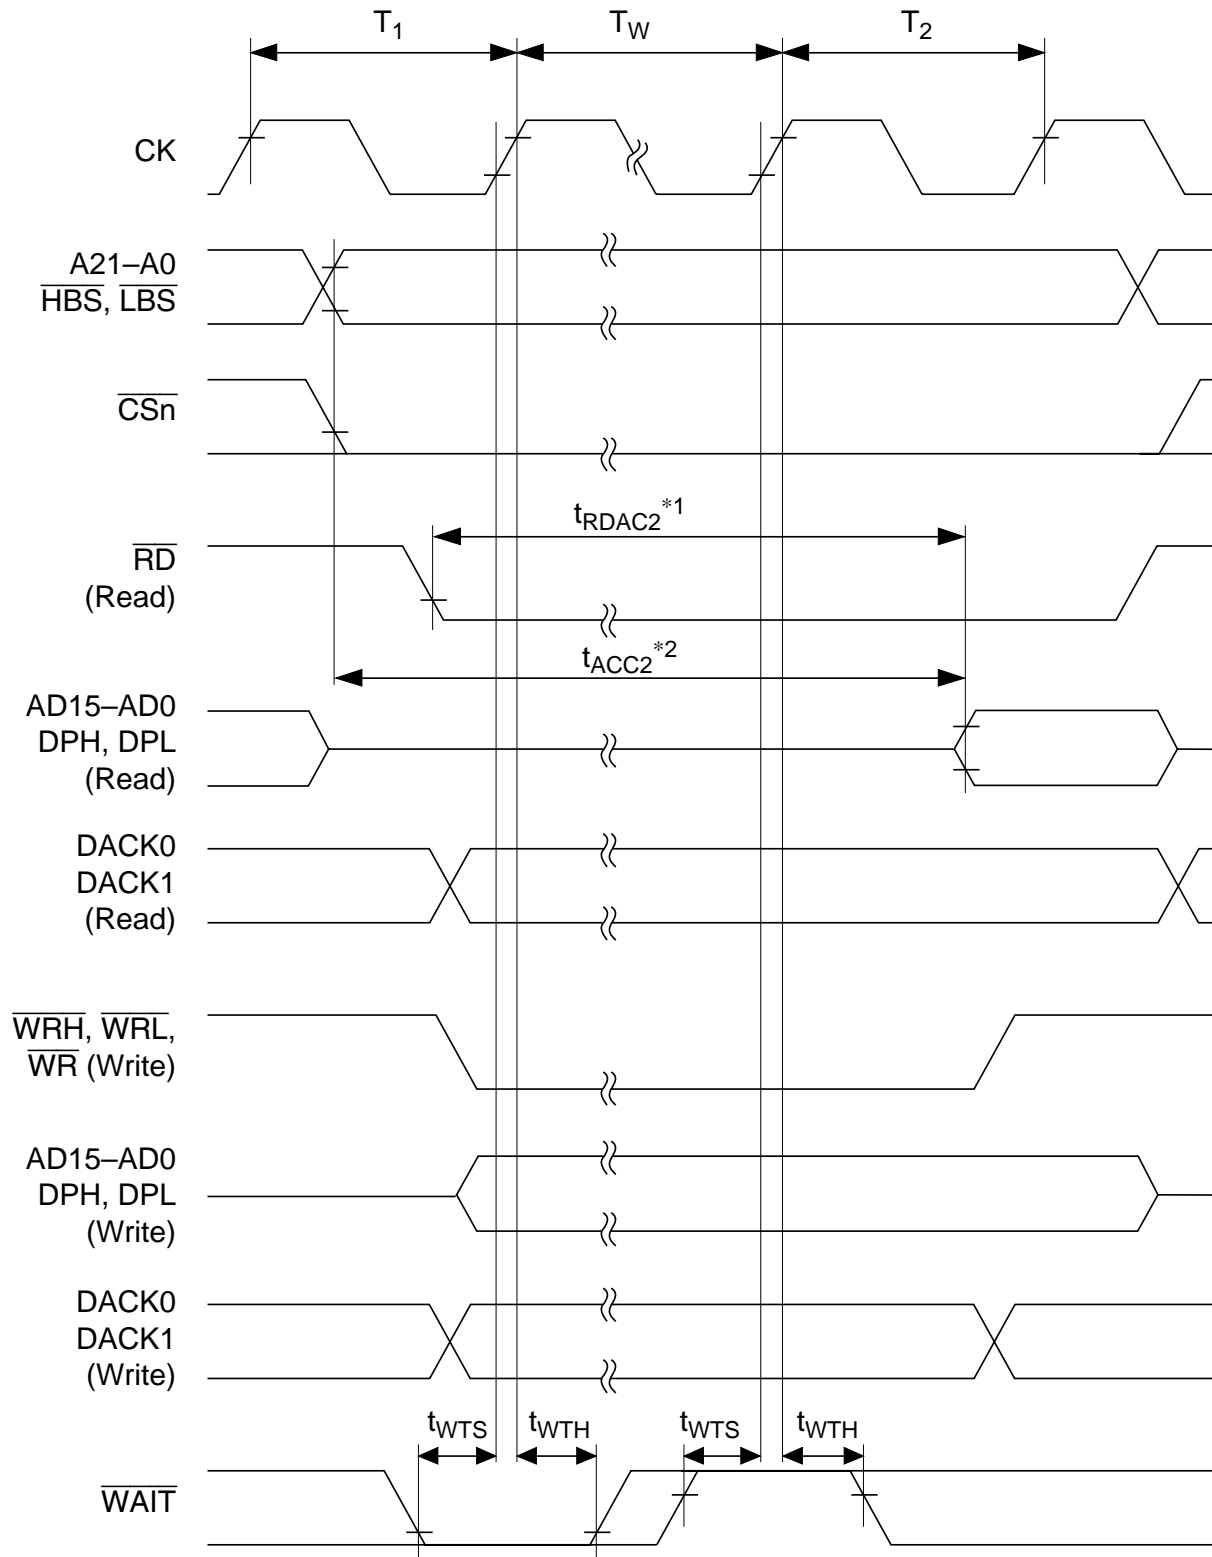 T1 TW T2
CK
A21–A0
HBS, LBS
CSn
tRDAC2*1
RD
(Read)
tACC2*2
AD15–AD0
DPH, DPL
(Read)
DACK0
DACK1
(Read)
WRH, WRL,
WR (Write)
AD15–AD0
DPH, DPL
(Write)
DACK0
DACK1
(Write)
tWTS tWTH tWTS tWTH
WAIT